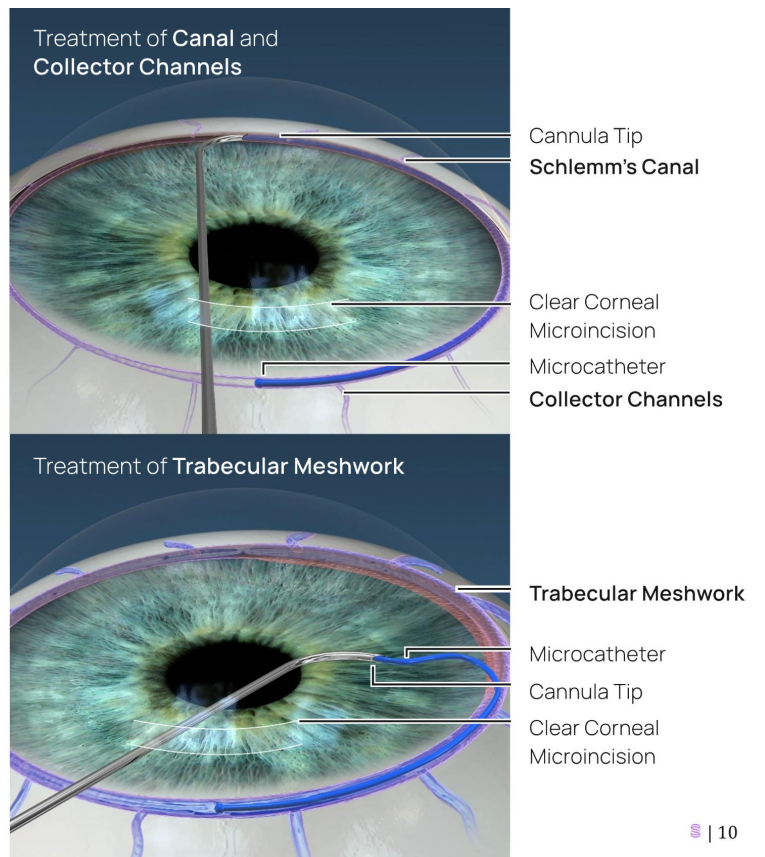 Treatment of Canal and
Collector Channels
Cannula Tip
Schlemm's Canal
Clear Corneal
Microincision
Microcatheter
Collector Channels
Treatment of Trabecular Meshwork
Trabecular Meshwork
Microcatheter
Cannula Tip
Clear Corneal
Microincision
| 10